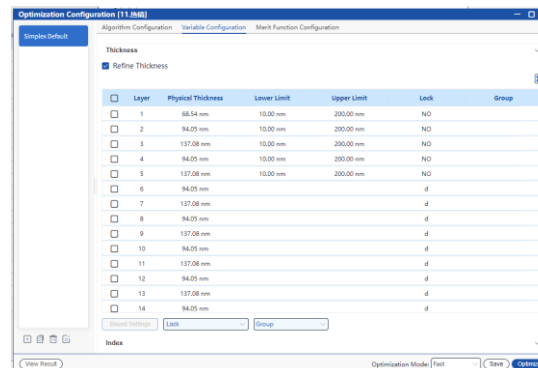 Optimization Configuration [11.热镜]
Simplex Default
Algorithm Configuration Variable Configuration Merit Function Configuration
Thickness
Refine Thickness
Layer Physical Thickness Lower Limit Upper Limit Lock Group
1 68.54 nm 10.00 nm 200.00 nm NO
2 94.05 nm 10.00 nm 200.00 nm NO
3 137.08 nm 10.00 nm 200.00 nm NO
4 94.05 nm 10.00 nm 200.00 nm NO
5 137.08 nm 10.00 nm 200.00 nm NO
6 94.05 nm d
7 137.08 nm d
8 94.05 nm d
9 137.08 nm d
10 94.05 nm d
11 137.08 nm d
12 94.05 nm d
13 137.08 nm d
14 94.05 nm d
Bound Settings Lock Group
Index
View Result Optimization Mode: Fast Save Optimiz